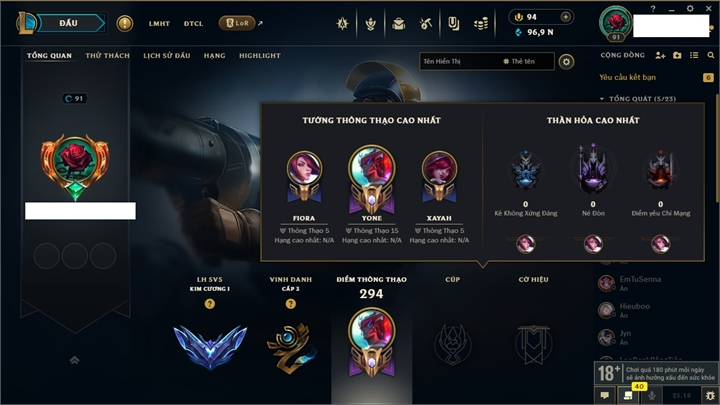 ĐẤU
LMHT
ĐTCL
LoR
94
96,9 N
91
TỔNG QUAN
THỬ THÁCH
LỊCH SỬ ĐẤU
HẠNG
HIGHLIGHT
Tên Hiển Thị
# Thẻ tên
CỘNG ĐỒNG
Yêu cầu kết bạn
6
TỔNG QUÁT (5/23)
91
TƯỚNG THÔNG THẠO CAO NHẤT
FIORA
Thông Thạo 5
Hạng cao nhất: N/A
YONE
Thông Thạo 15
Hạng cao nhất: N/A
XAYAH
Thông Thạo 5
Hạng cao nhất: N/A
THẦN HỎA CAO NHẤT
0
Kẻ Không Xứng Đáng
0
Né Đòn
0
Điểm yếu Chí Mạng
LH 5V5
KIM CƯƠNG I
?
VINH DANH
CẤP 3
?
ĐIỂM THÔNG THẠO
294
CÚP
CỜ HIỆU
EmTuSenna
Ẩn
Hieuboo
Ẩn
Jyn
18+
Chơi quá 180 phút mỗi ngày
sẽ ảnh hưởng xấu đến sức khỏe
40
25.18